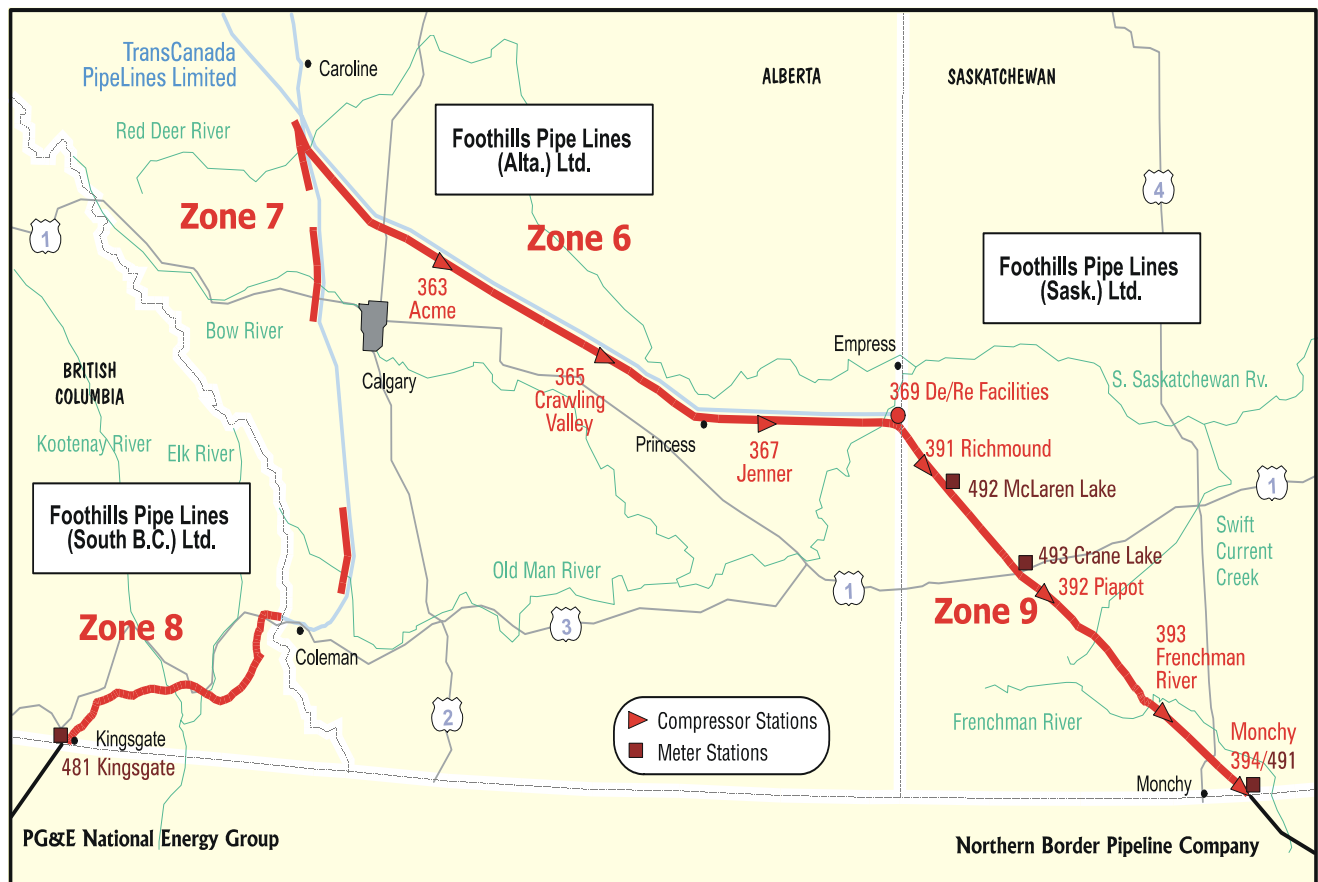 TransCanada
PipeLines Limited
Caroline
ALBERTA
SASKATCHEWAN
Red Deer River
Foothills Pipe Lines
(Alta.) Ltd.
Zone 7
Zone 6
1
4
Foothills Pipe Lines
(Sask.) Ltd.
363
Acme
Bow River
Calgary
Empress
BRITISH
COLUMBIA
365
Crawling
Valley
369 De/Re Facilities
S. Saskatchewan Rv.
Kootenay River
Elk River
Princess
367
Jenner
391 Richmound
492 McLaren Lake
1
Foothills Pipe Lines
(South B.C.) Ltd.
Swift
Current
Creek
493 Crane Lake
392 Piapot
Old Man River
1
Zone 9
3
Zone 8
Coleman
393
Frenchman
River
2
Compressor Stations
Meter Stations
Frenchman River
Monchy
394/491
Kingsgate
481 Kingsgate
Monchy
PG&E National Energy Group
Northern Border Pipeline Company